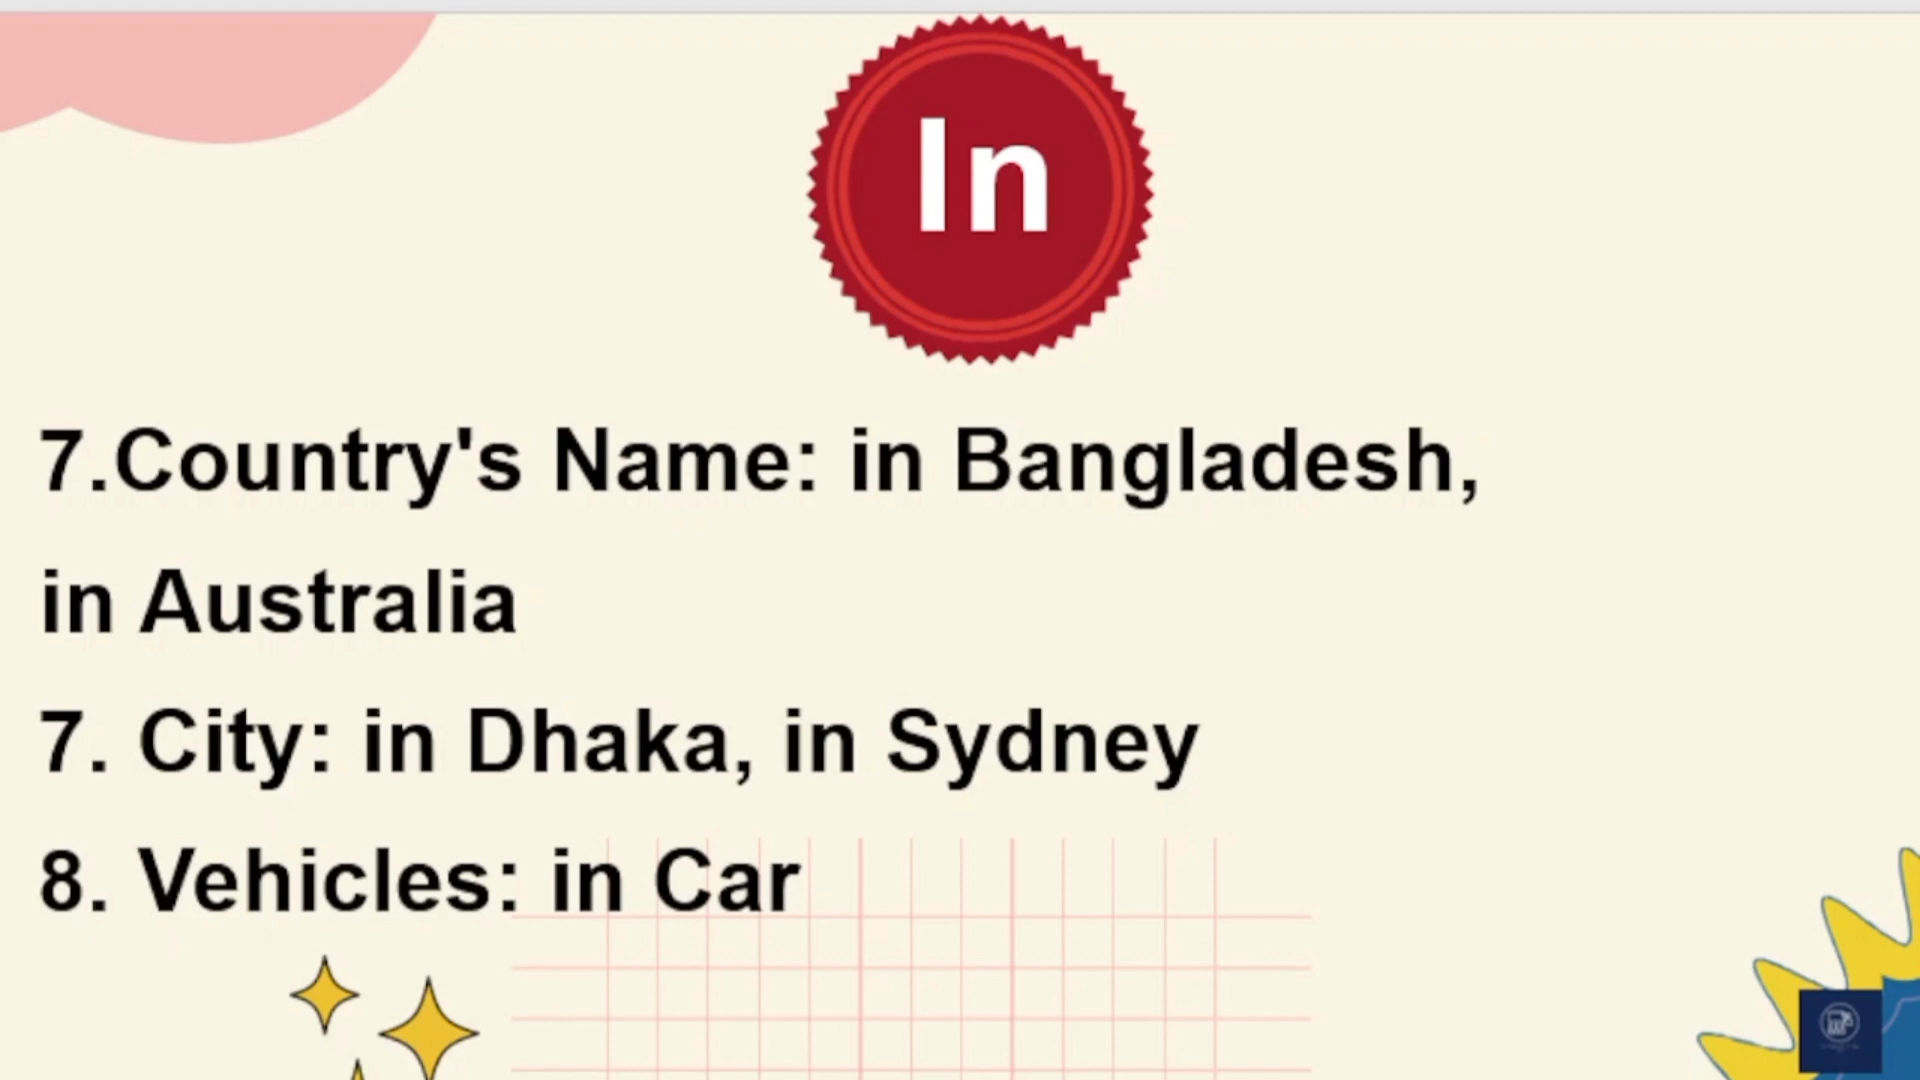 In
7.Country's Name: in Bangladesh,
in Australia
7. City: in Dhaka, in Sydney
8. Vehicles: in Car